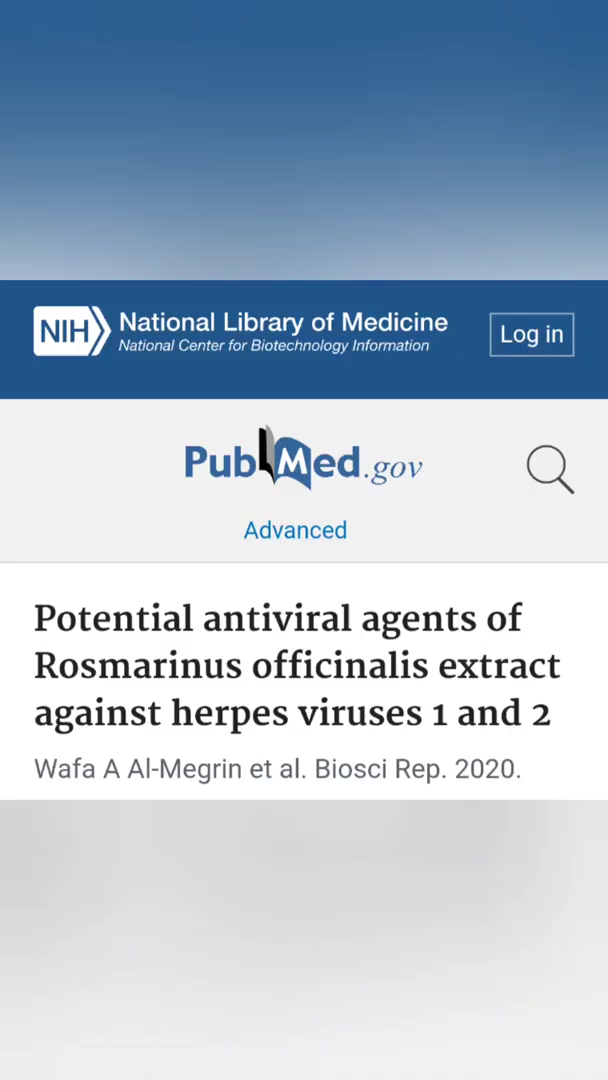 NIH National Library of Medicine
National Center for Biotechnology Information
Log in
PubMed.gov
Advanced
Potential antiviral agents of
Rosmarinus officinalis extract
against herpes viruses 1 and 2
Wafa A Al-Megrin et al. Biosci Rep. 2020.